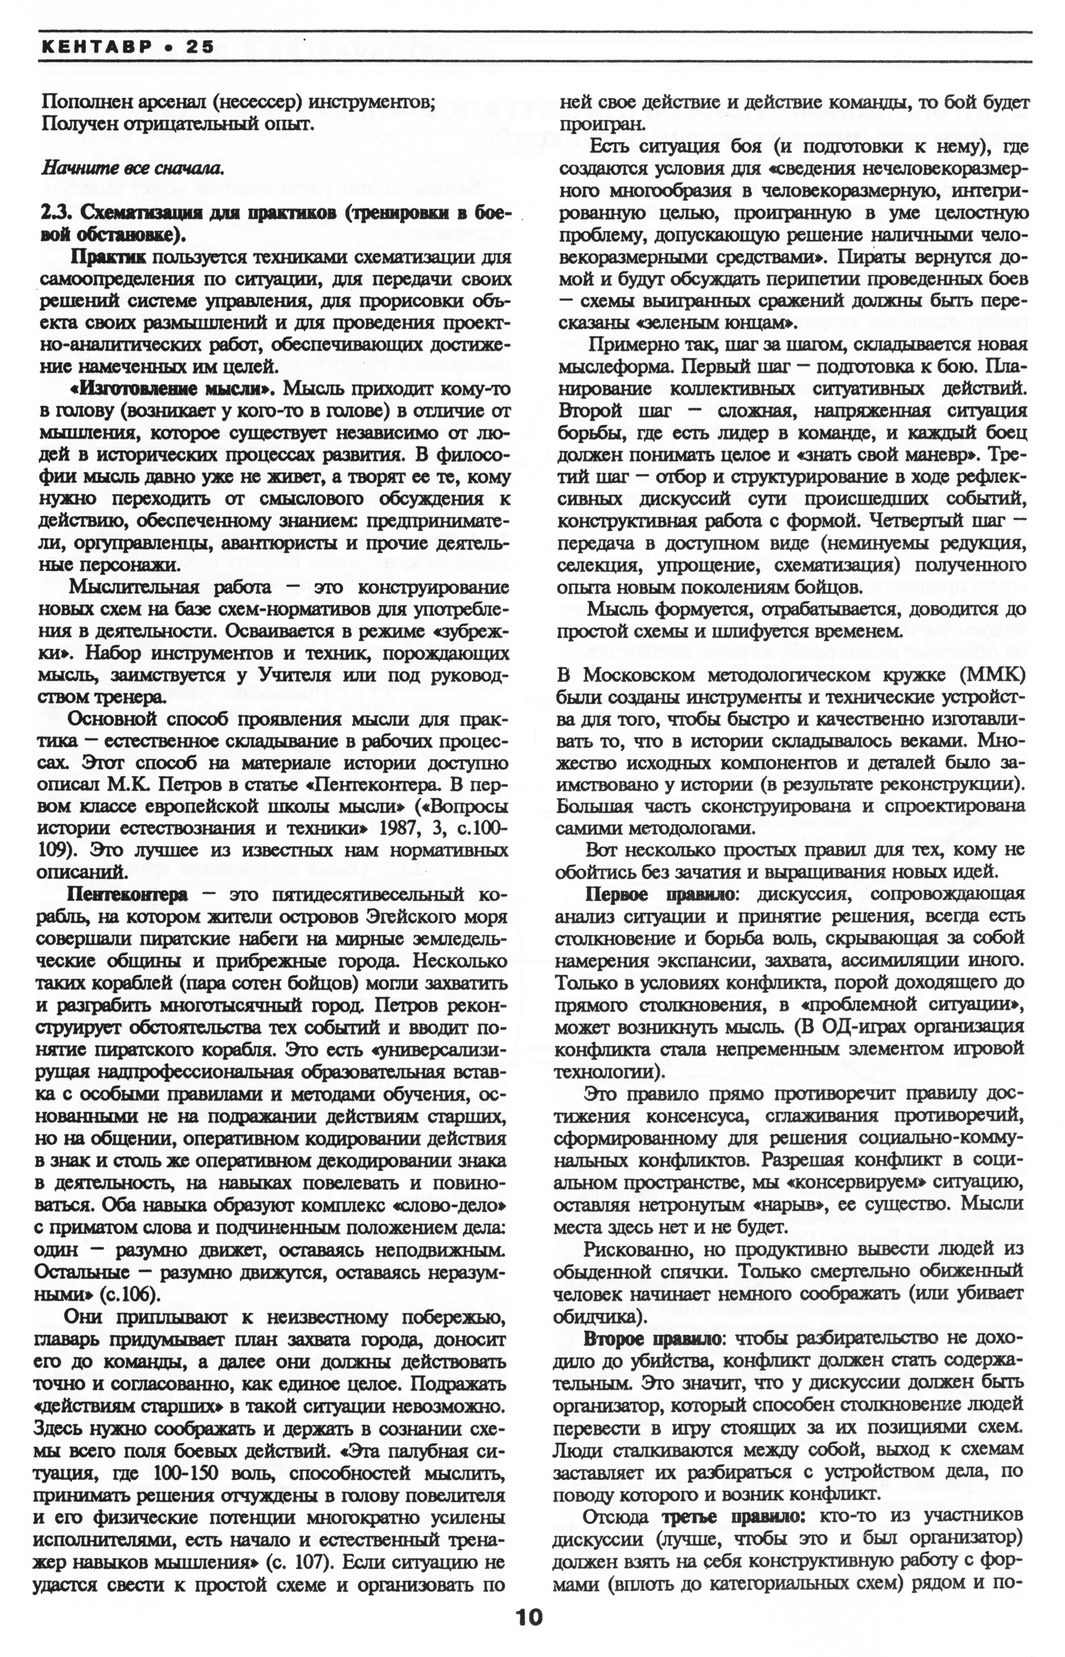 КЕНТАВР • 25
Пополнен арсенал (несессер) инструментов;
Получен отрицательный опыт.
Начните все сначала.
2.3. Схематизация для практиков (тренировки в бое-
вой обстановке).
Практик пользуется техниками схематизации для
самоопределения по ситуации, для передачи своих
решений системе управления, для прорисовки объ-
екта своих размышлений и для проведения проект-
но-аналитических работ, обеспечивающих достиже-
ние намеченных им целей.
«Изготовление мысли». Мысль приходит кому-то
в голову (возникает у кого-то в голове) в отличие от
мышления, которое существует независимо от лю-
дей в исторических процессах развития. В филосо-
фии мысль давно уже не живет, а творят ее те, кому
нужно переходить от смыслового обсуждения к
действию, обеспеченному знанием: предпринимате-
ли, оргуправленцы, авантюристы и прочие деятель-
ные персонажи.
Мыслительная работа — это конструирование
новых схем на базе схем-нормативов для употребле-
ния в деятельности. Осваивается в режиме «зубреж-
ки». Набор инструментов и техник, порождающих
мысль, заимствуется у Учителя или под руковод-
ством тренера.
Основной способ проявления мысли для прак-
тика — естественное складывание в рабочих процес-
сах. Этот способ на материале истории доступно
описал М.К. Петров в статье «Пентеконтера. В пер-
вом классе европейской школы мысли» («Вопросы
истории естествознания и техники» 1987, 3, с.100-
109). Это лучшее из известных нам нормативных
описаний.
Пентеконтера — это пятидесятивесельный ко-
рабль, на котором жители островов Эгейского моря
совершали пиратские набеги на мирные земледель-
ческие общины и прибрежные города. Несколько
таких кораблей (пара сотен бойцов) могли захватить
и разграбить многотысячный город. Петров рекон-
струирует обстоятельства тех событий и вводит по-
нятие пиратского корабля. Это есть «универсализи-
рущая надпрофессиональная образовательная встав-
ка с особыми правилами и методами обучения, ос-
нованными не на подражании действиям старших,
но на общении, оперативном кодировании действия
в знак и столь же оперативном декодировании знака
в деятельность, на навыках повелевать и повино-
ваться. Оба навыка образуют комплекс «слово-дело»
с приматом слова и подчиненным положением дела:
один — разумно движет, оставаясь неподвижным.
Остальные — разумно движутся, оставаясь неразум-
ными» (с.106).
Они приплывают к неизвестному побережью,
главарь придумывает план захвата города, доносит
его до команды, а далее они должны действовать
точно и согласованно, как единое целое. Подражать
«действиям старших» в такой ситуации невозможно.
Здесь нужно соображать и держать в сознании схе-
мы всего поля боевых действий. «Эта палубная си-
туация, где 100-150 воль, способностей мыслить,
принимать решения отчуждены в голову повелителя
и его физические потенции многократно усилены
исполнителями, есть начало и естественный трена-
жер навыков мышления» (с. 107). Если ситуацию не
удастся свести к простой схеме и организовать по
ней свое действие и действие команды, то бой будет
проигран.
Есть ситуация боя (и подготовки к нему), где
создаются условия для «сведения нечеловекоразмер-
ного многообразия в человекоразмерную, интегри-
рованную целью, проигранную в уме целостную
проблему, допускающую решение наличными чело-
векоразмерными средствами». Пираты вернутся до-
мой и будут обсуждать перипетии проведенных боев
— схемы выигранных сражений должны быть пере-
сказаны «зеленым юнцам».
Примерно так, шаг за шагом, складывается новая
мыслеформа. Первый шаг — подготовка к бою. Пла-
нирование коллективных ситуативных действий.
Второй шаг — сложная, напряженная ситуация
борьбы, где есть лидер в команде, и каждый боец
должен понимать целое и «знать свой маневр». Тре-
тий шаг — отбор и структурирование в ходе рефлек-
сивных дискуссий сути происшедших событий,
конструктивная работа с формой. Четвертый шаг —
передача в доступном виде (неминуемы редукция,
селекция, упрощение, схематизация) полученного
опыта новым поколениям бойцов.
Мысль формуется, отрабатывается, доводится до
простой схемы и шлифуется временем.
В Московском методологическом кружке (ММК)
были созданы инструменты и технические устройст-
ва для того, чтобы быстро и качественно изготавли-
вать то, что в истории складывалось веками. Мно-
жество исходных компонентов и деталей было за-
имствовано у истории (в результате реконструкции).
Большая часть сконструирована и спроектирована
самими методологами.
Вот несколько простых правил для тех, кому не
обойтись без зачатия и выращивания новых идей.
Первое правило: дискуссия, сопровождающая
анализ ситуации и принятие решения, всегда есть
столкновение и борьба воль, скрывающая за собой
намерения экспансии, захвата, ассимиляции иного.
Только в условиях конфликта, порой доходящего до
прямого столкновения, в «проблемной ситуации»,
может возникнуть мысль. (В ОД-играх организация
конфликта стала непременным элементом игровой
технологии).
Это правило прямо противоречит правилу дос-
тижения консенсуса, сглаживания противоречий,
сформированному для решения социально-комму-
нальных конфликтов. Разрешая конфликт в соци-
альном пространстве, мы «консервируем» ситуацию,
оставляя нетронутым «нарыв», ее существо. Мысли
места здесь нет и не будет.
Рискованно, но продуктивно вывести людей из
обыденной спячки. Только смертельно обиженный
человек начинает немного соображать (или убивает
обидчика).
Второе правило: чтобы разбирательство не дохо-
дило до убийства, конфликт должен стать содержа-
тельным. Это значит, что у дискуссии должен быть
организатор, который способен столкновение людей
перевести в игру стоящих за их позициями схем.
Люди сталкиваются между собой, выход к схемам
заставляет их разбираться с устройством дела, по
поводу которого и возник конфликт.
Отсюда третье правило: кто-то из участников
дискуссии (лучше, чтобы это и был организатор)
должен взять на себя конструктивную работу с фор-
мами (вплоть до категориальных схем) рядом и по-
10